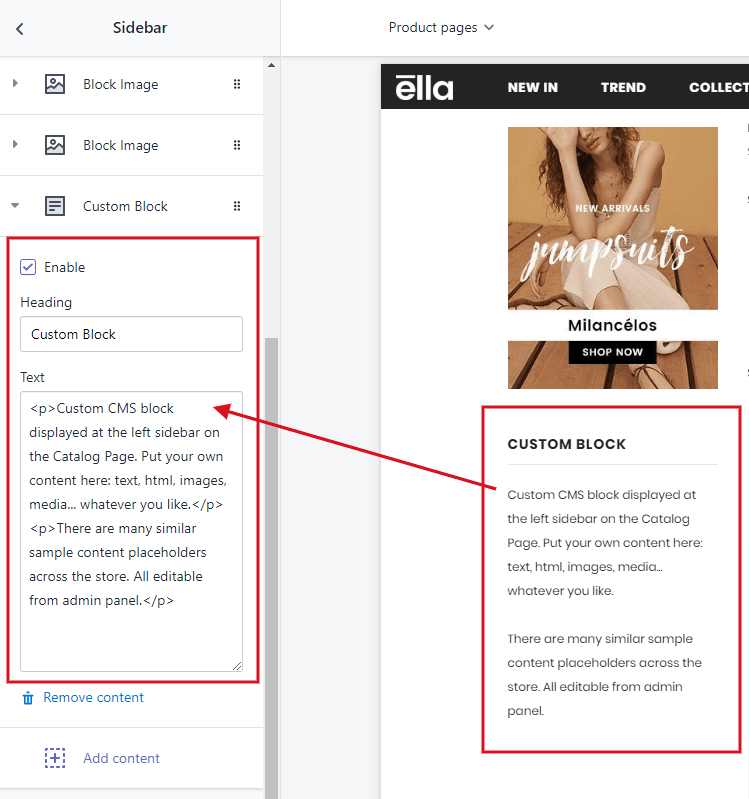 Sidebar
Product pages
Block Image
Block Image
Custom Block
Enable
Heading
Custom Block
Text
<p>Custom CMS block
displayed at the left sidebar on
the Catalog Page. Put your own
content here: text, html, images,
media... whatever you like.</p>
<p>There are many similar
sample content placeholders
across the store. All editable
from admin panel.</p>
Remove content
Add content
ella
NEW IN TREND COLLECT
NEW ARRIVALS
jumpsuits
Milancélos
SHOP NOW
CUSTOM BLOCK
Custom CMS block displayed at
the left sidebar on the Catalog
Page. Put your own content here:
text, html, images, media...
whatever you like.
There are many similar sample
content placeholders across the
store. All editable from admin
panel.